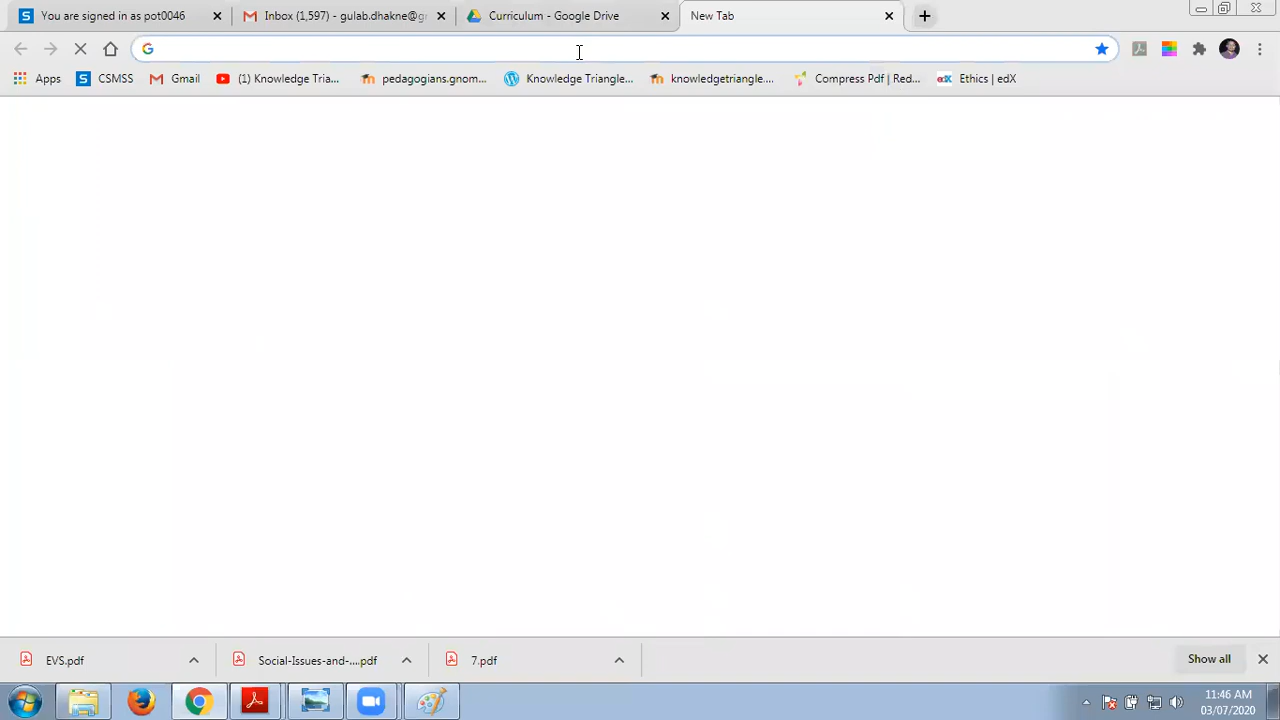 You are signed in as pot0046
Inbox (1,597) - gulab.dhakne@gr
Curriculum - Google Drive
New Tab
Apps
CSMSS
Gmail
(1) Knowledge Tria...
pedagogians.gnom...
Knowledge Triangle...
knowledgetriangle....
Compress Pdf | Red...
edX
Ethics | edX
EVS.pdf
Social-Issues-and-....pdf
7.pdf
Show all
11:46 AM
03/07/2020